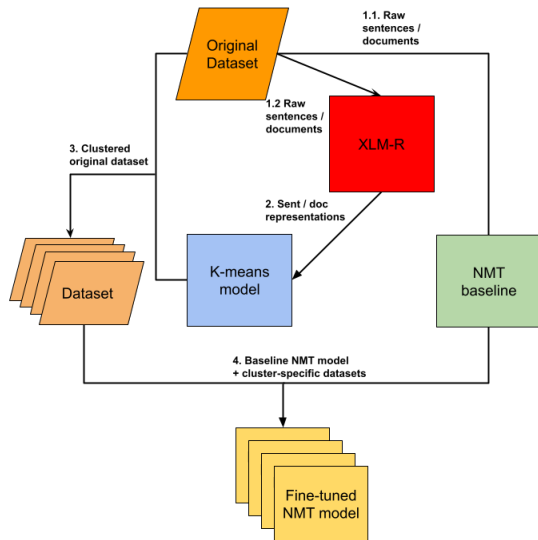 1.1. Raw
sentences /
documents
Original
Dataset
1.2 Raw
sentences /
documents
XLM-R
3. Clustered
original dataset
2. Sent / doc
representations
K-means
model
NMT
baseline
Dataset
4. Baseline NMT model
+ cluster-specific datasets
Fine-tuned
NMT model